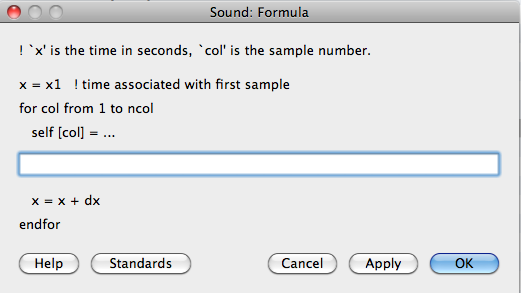 Sound: Formula
! `x' is the time in seconds, `col' is the sample number.
x = x1   ! time associated with first sample
for col from 1 to ncol
self [col] = ...
x = x + dx
endfor
Help Standards Cancel Apply OK